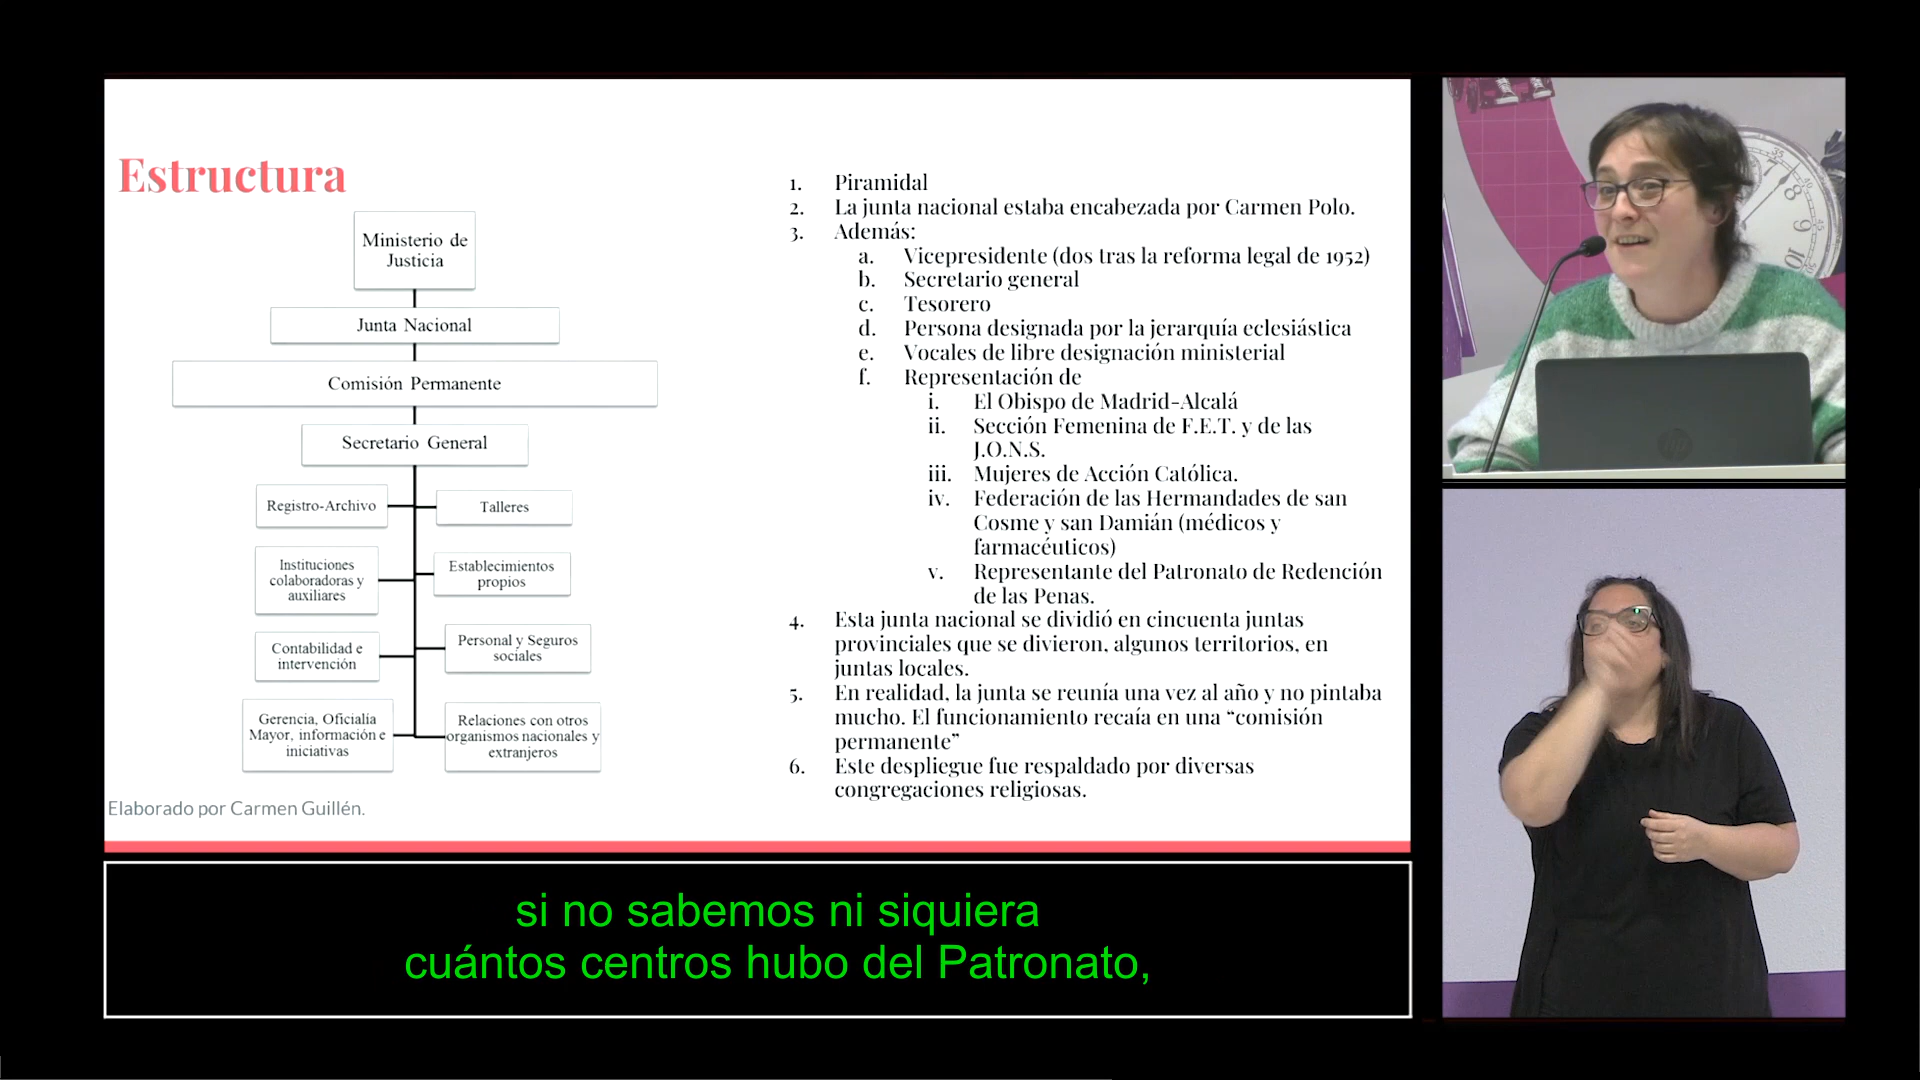 Estructura
Ministerio de
Justicia
Junta Nacional
Comisión Permanente
Secretario General
Registro-Archivo
Talleres
Instituciones
colaboradoras y
auxiliares
Establecimientos
propios
Contabilidad e
intervención
Personal y Seguros
sociales
Gerencia, Oficialía
Mayor, información e
iniciativas
Relaciones con otros
organismos nacionales y
extranjeros
Elaborado por Carmen Guillén.
1. Piramidal
2. La junta nacional estaba encabezada por Carmen Polo.
3. Además:
a. Vicepresidente (dos tras la reforma legal de 1952)
b. Secretario general
c. Tesorero
d. Persona designada por la jerarquía eclesiástica
e. Vocales de libre designación ministerial
f. Representación de
i. El Obispo de Madrid-Alcalá
ii. Sección Femenina de F.E.T. y de las
J.O.N.S.
iii. Mujeres de Acción Católica.
iv. Federación de las Hermandades de san
Cosme y san Damián (médicos y
farmacéuticos)
v. Representante del Patronato de Redención
de las Penas.
4. Esta junta nacional se dividió en cincuenta juntas
provinciales que se divieron, algunos territorios, en
juntas locales.
5. En realidad, la junta se reunía una vez al año y no pintaba
mucho. El funcionamiento recaía en una “comisión
permanente”
6. Este despliegue fue respaldado por diversas
congregaciones religiosas.
35
7
8
9
10
hp
si no sabemos ni siquiera
cuántos centros hubo del Patronato,